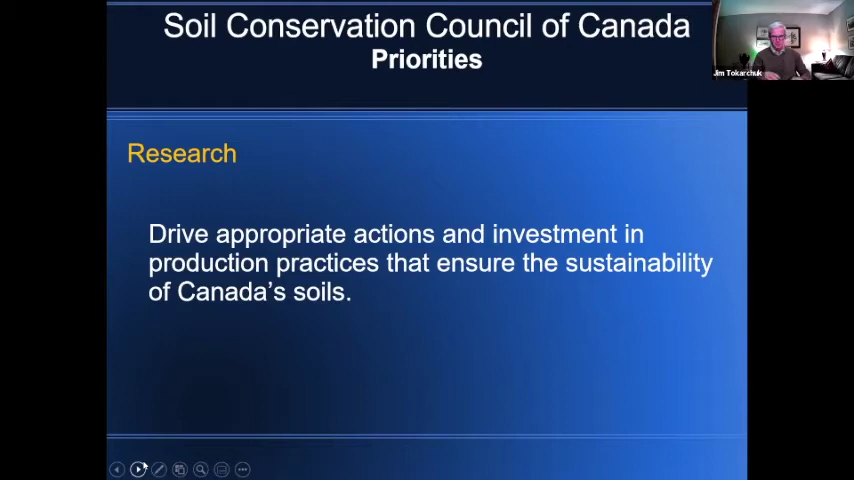 Soil Conservation Council of Canada
Priorities
Jim Tokarchuk
Research
Drive appropriate actions and investment in
production practices that ensure the sustainability
of Canada's soils.